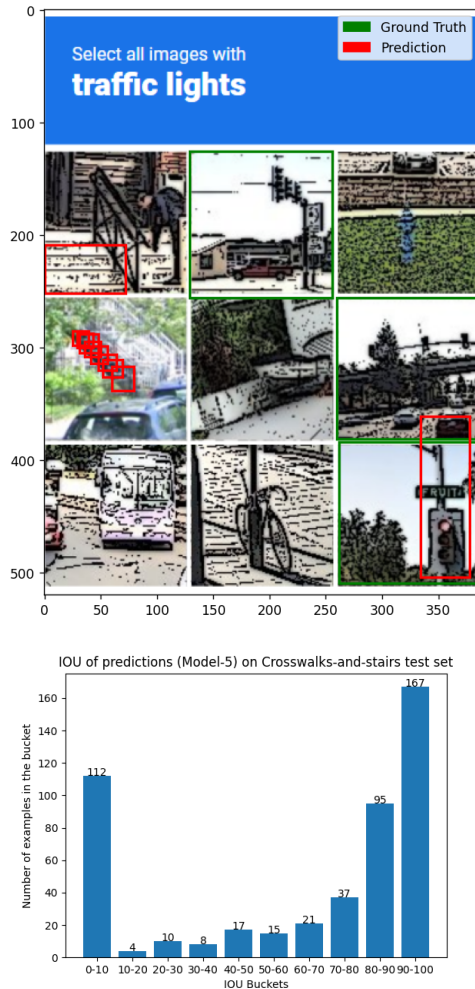 0
Ground Truth
Prediction
Select all images with
traffic lights
100
200
300
400
FRUIT
500
0 50 100 150 200 250 300 350
IOU of predictions (Model-5) on Crosswalks-and-stairs test set
167
160
140
120
112
100
95
80
60
40
37
20
4 10 8 17 15 21
0
0-10 10-20 20-30 30-40 40-50 50-60 60-70 70-80 80-90 90-100
Number of examples in the bucket
IOU Buckets